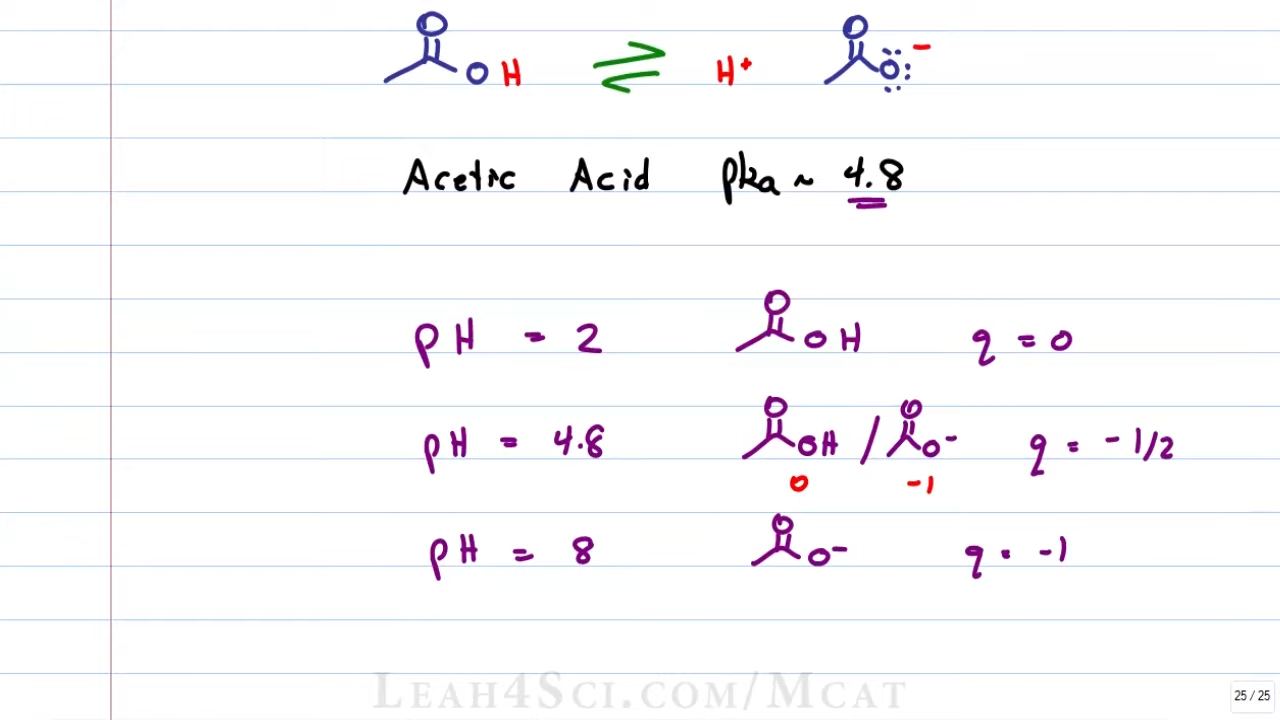 O O
OH ⇌ H+ O:−
Acetic Acid pka ~ 4.8
O
pH = 2 OH q = 0
O O
pH = 4.8 OH / O− q = -1/2
0 -1
O
pH = 8 O− q = -1
LEAH4SCI.COM/MCAT
25 / 25